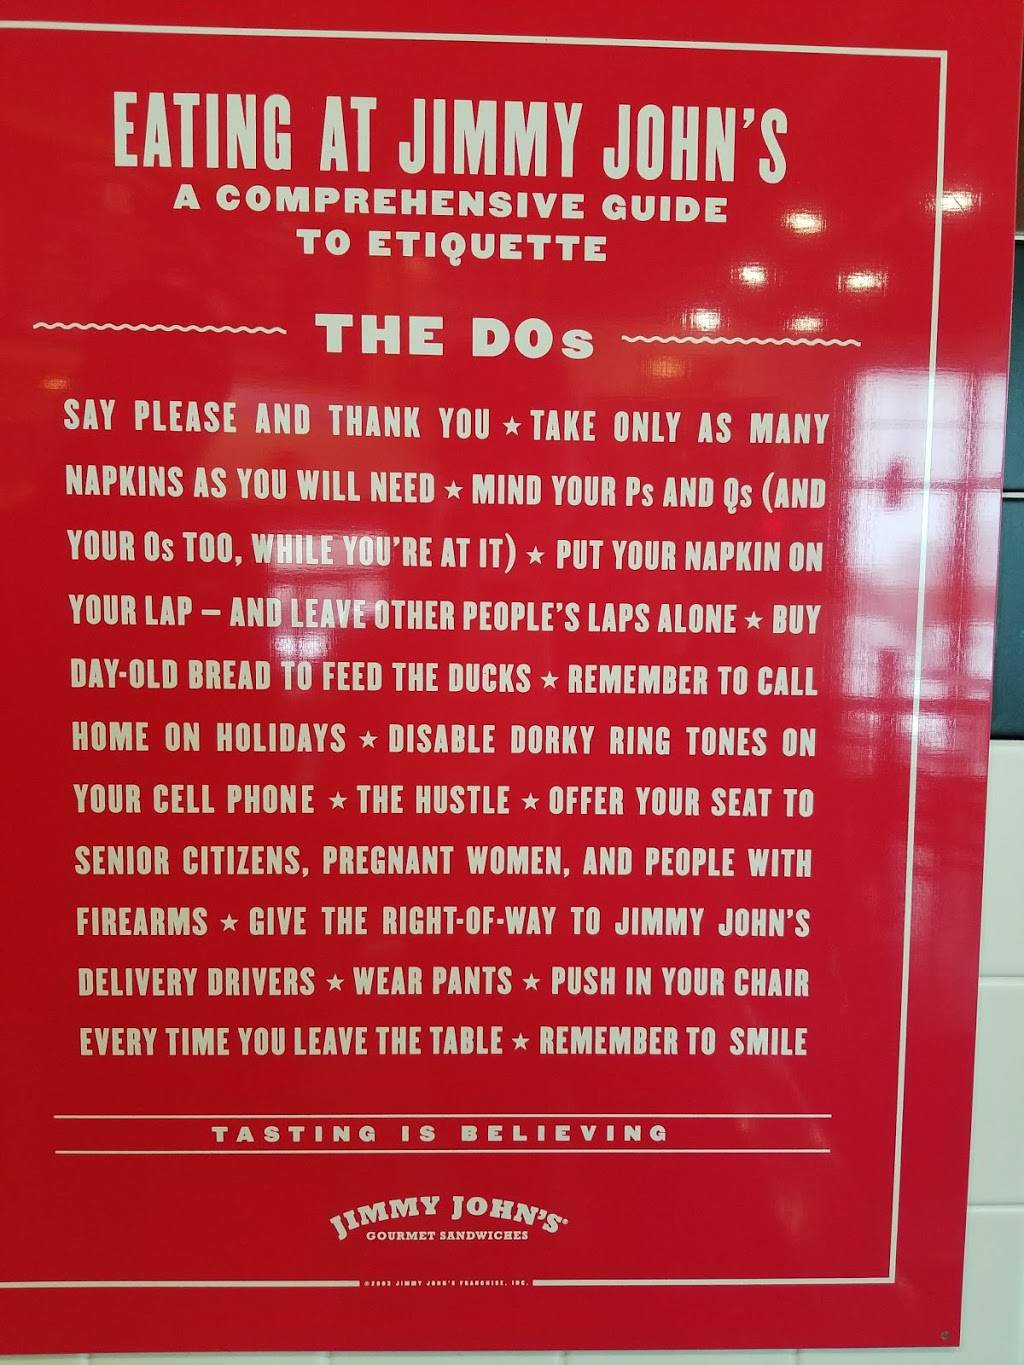 EATING AT JIMMY JOHN'S
A COMPREHENSIVE GUIDE
TO ETIQUETTE
THE DOs
SAY PLEASE AND THANK YOU ★ TAKE ONLY AS MANY
NAPKINS AS YOU WILL NEED ★ MIND YOUR Ps AND Qs (AND
YOUR Os TOO, WHILE YOU'RE AT IT) ★ PUT YOUR NAPKIN ON
YOUR LAP – AND LEAVE OTHER PEOPLE'S LAPS ALONE ★ BUY
DAY-OLD BREAD TO FEED THE DUCKS ★ REMEMBER TO CALL
HOME ON HOLIDAYS ★ DISABLE DORKY RING TONES ON
YOUR CELL PHONE ★ THE HUSTLE ★ OFFER YOUR SEAT TO
SENIOR CITIZENS, PREGNANT WOMEN, AND PEOPLE WITH
FIREARMS ★ GIVE THE RIGHT-OF-WAY TO JIMMY JOHN'S
DELIVERY DRIVERS ★ WEAR PANTS ★ PUSH IN YOUR CHAIR
EVERY TIME YOU LEAVE THE TABLE ★ REMEMBER TO SMILE
TASTING IS BELIEVING
JIMMY JOHN'S®
GOURMET SANDWICHES
JIMMY JOHN'S FRANCHISE, INC.